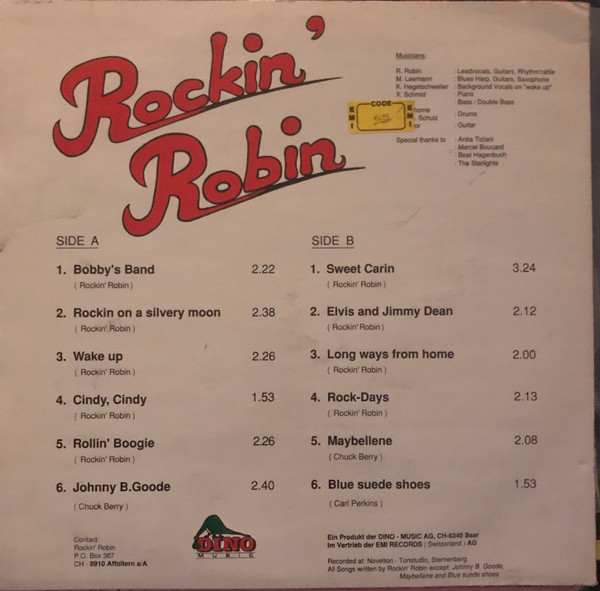 Rockin'
Robin
Musicians:
R. Robin : Leadvocals, Guitars, Rhythm'rattle
M. Leemann : Blues Harp, Guitars, Saxophone
K. Hegetschweiler : Background Vocals on "wake up"
X. Schmid : Piano
Bass / Double Bass
home
Schulz : Drums
or : Guitar
CODE
EMI
EMI
Special thanks to : Anita Tiziani
: Marcel Boucard
: Beat Hagenbuch
: The Starlights
SIDE A
1. Bobby's Band 2.22
( Rockin' Robin )
2. Rockin on a silvery moon 2.38
( Rockin' Robin )
3. Wake up 2.26
( Rockin' Robin )
4. Cindy, Cindy 1.53
( Rockin' Robin )
5. Rollin' Boogie 2.26
( Rockin' Robin )
6. Johnny B.Goode 2.40
( Chuck Berry )
SIDE B
1. Sweet Carin 3.24
( Rockin' Robin )
2. Elvis and Jimmy Dean 2.12
( Rockin' Robin )
3. Long ways from home 2.00
( Rockin' Robin )
4. Rock-Days 2.13
( Rockin' Robin )
5. Maybellene 2.08
(Chuck Berry )
6. Blue suede shoes 1.53
(Carl Perkins )
Contact:
Rockin' Robin
P.O. Box 367
CH - 8910 Affoltern a/A
DINO
MUSIC
Ein Produkt der DINO - MUSIC AG, CH-6340 Baar
Im Vertrieb der EMI RECORDS ( Switzerland ) AG
Recorded at: Novelton - Tonstudio, Sternenberg
All Songs written by Rockin' Robin except: Johnny B. Goode,
Maybellene and Blue suede shoes